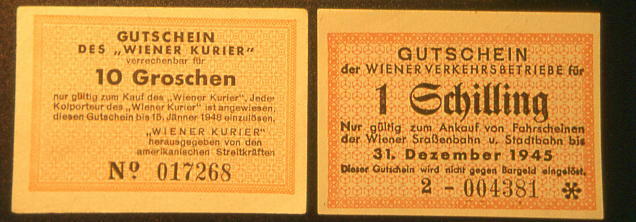 GUTSCHEIN
DES „WIENER KURIER"
verrechenbar für
10 Groschen
nur gültig zum Kauf des „Wiener Kurier". Jeder
Kolporteur des „Wiener Kurier" ist angewiesen,
diesen Gutschein bis 15. Jänner 1946 einzulösen.
„WIENER KURIER"
herausgegeben von den
amerikanischen Streitkräften
Nº 017268
GUTSCHEIN
der WIENER VERKEHRSBETRIEBE für
1 Schilling
Nur gültig zum Ankauf von Fahrscheinen
der Wiener Sraßenbahn u. Stadtbahn bis
31. Dezember 1945
Dieser Gutschein wird nicht gegen Bargeld eingelöst.
2 - 004381 *